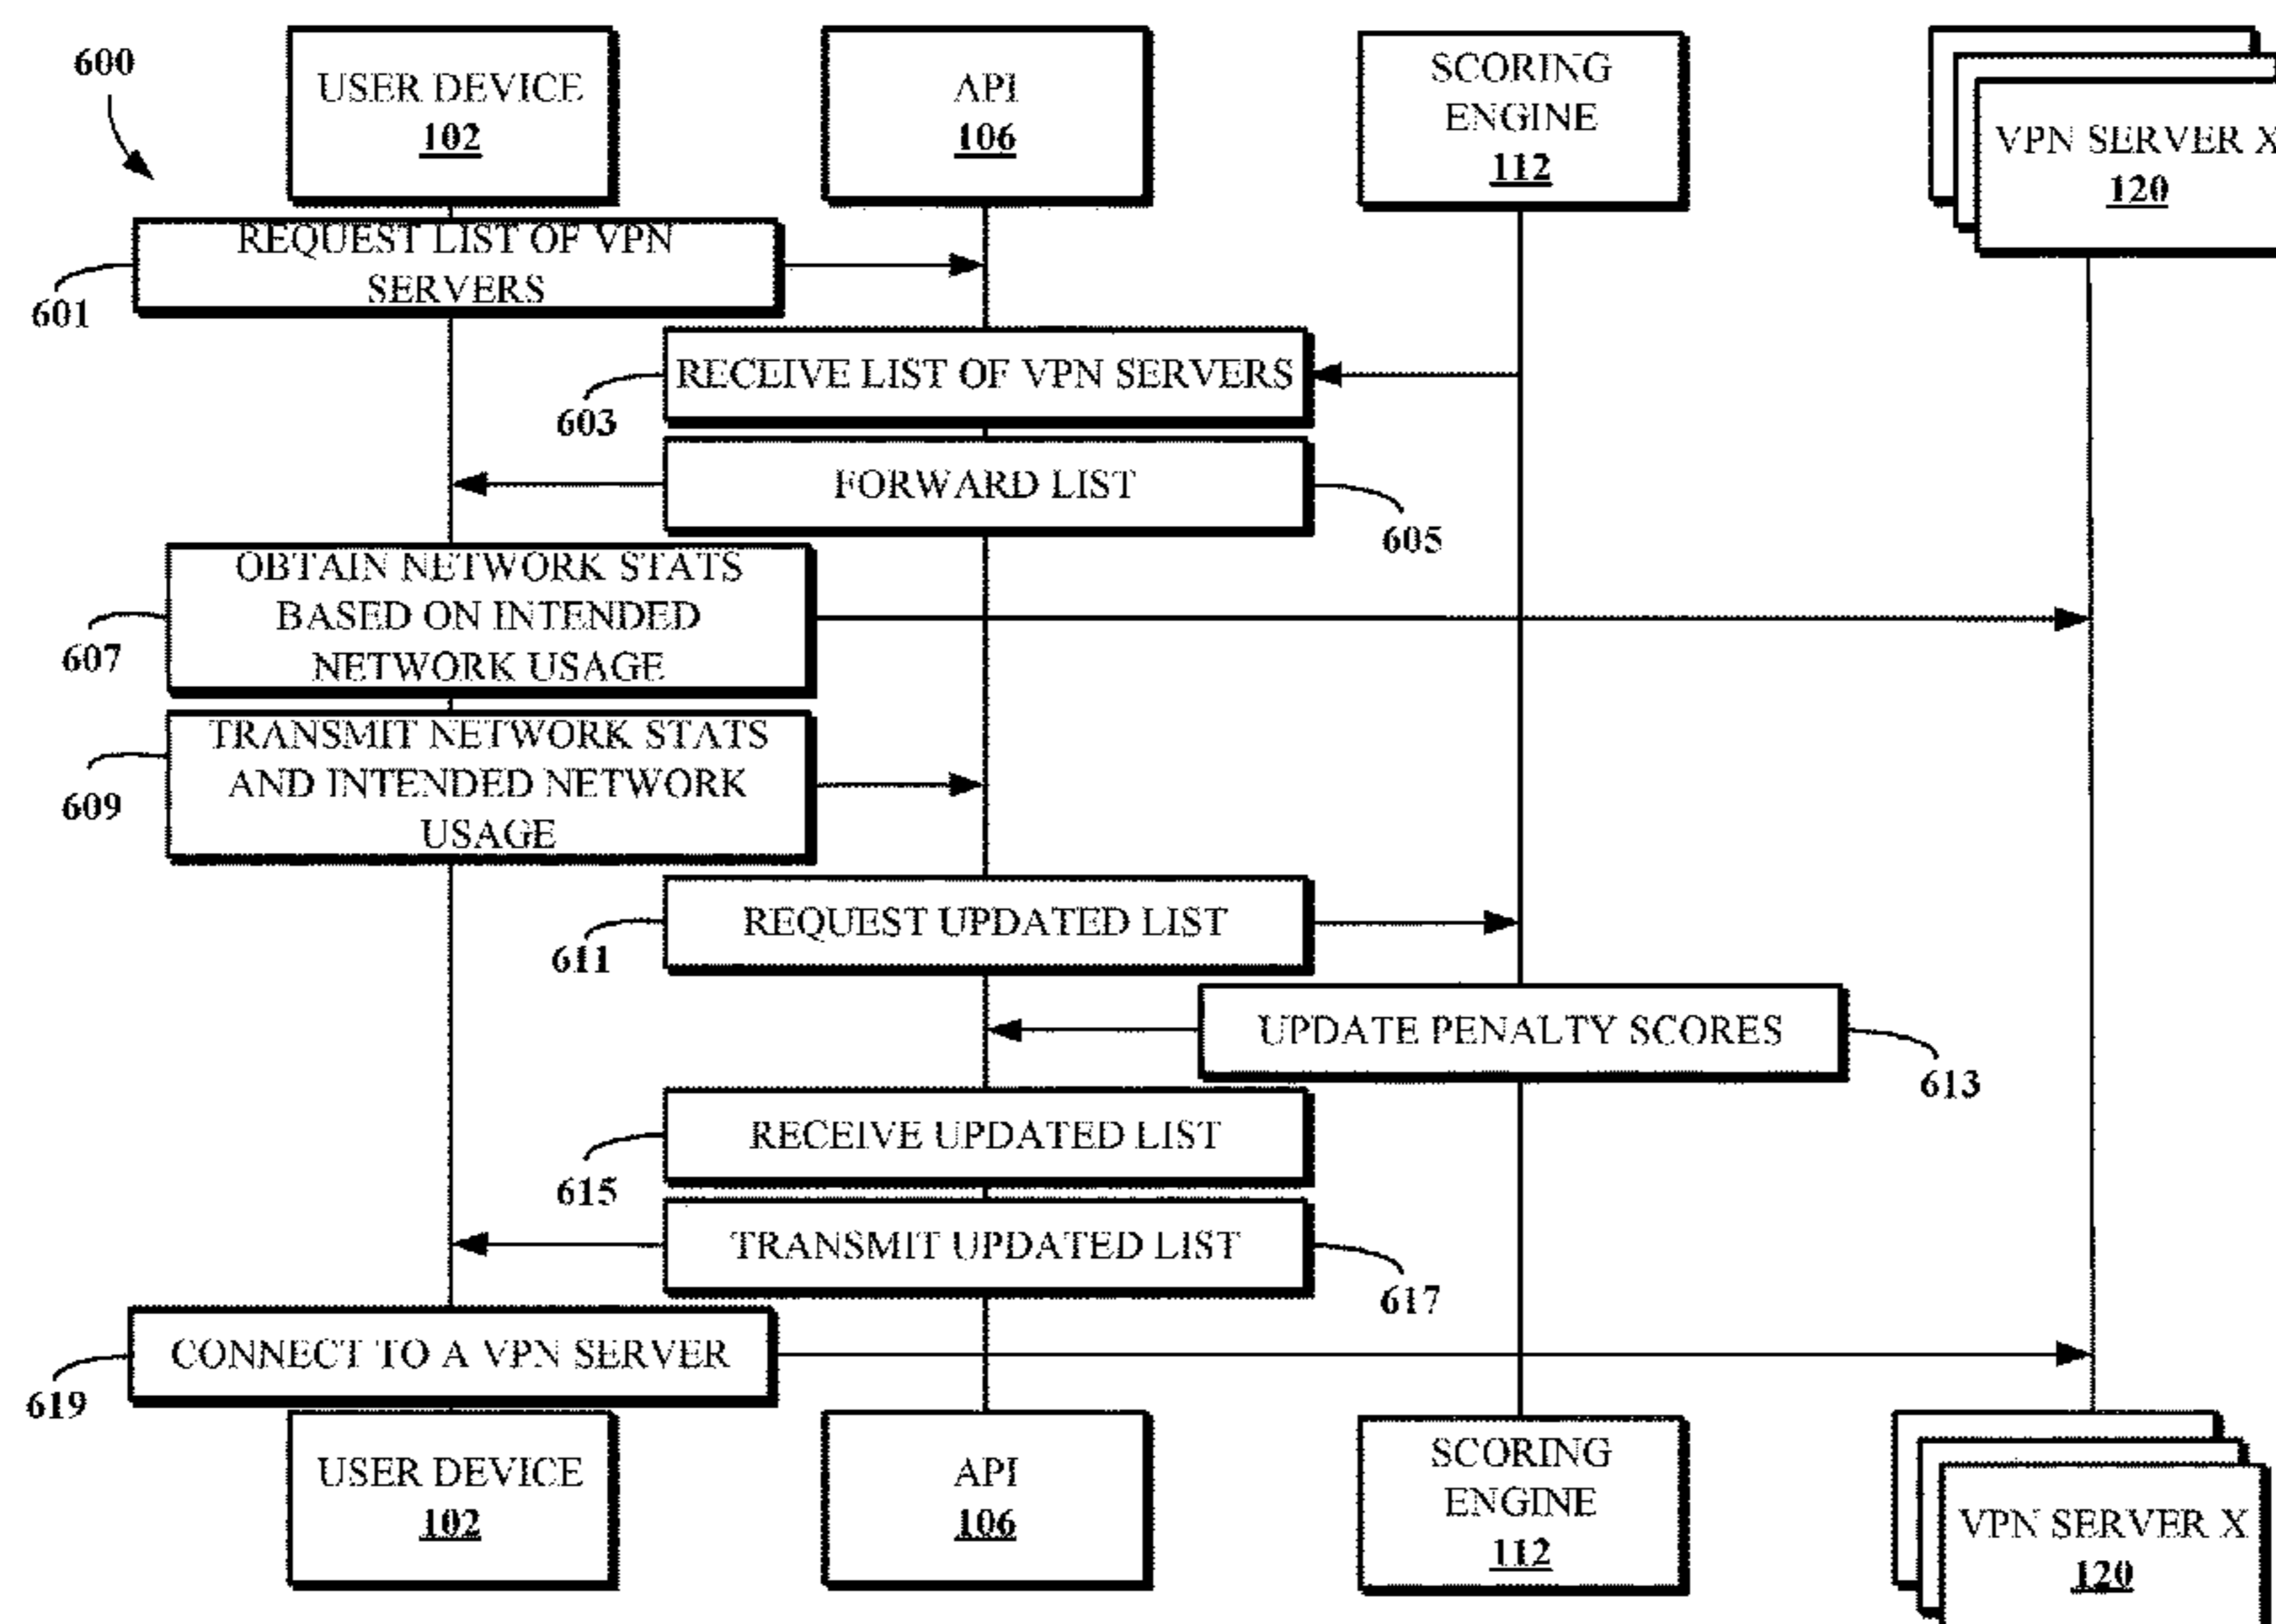 600
USER DEVICE
102
API
106
SCORING
ENGINE
112
VPN SERVER X
120
REQUEST LIST OF VPN
SERVERS
601
RECEIVE LIST OF VPN SERVERS
603
FORWARD LIST
605
OBTAIN NETWORK STATS
BASED ON INTENDED
NETWORK USAGE
607
TRANSMIT NETWORK STATS
AND INTENDED NETWORK
USAGE
609
REQUEST UPDATED LIST
611
UPDATE PENALTY SCORES
613
RECEIVE UPDATED LIST
615
TRANSMIT UPDATED LIST
617
CONNECT TO A VPN SERVER
619
USER DEVICE
102
API
106
SCORING
ENGINE
112
VPN SERVER X
120